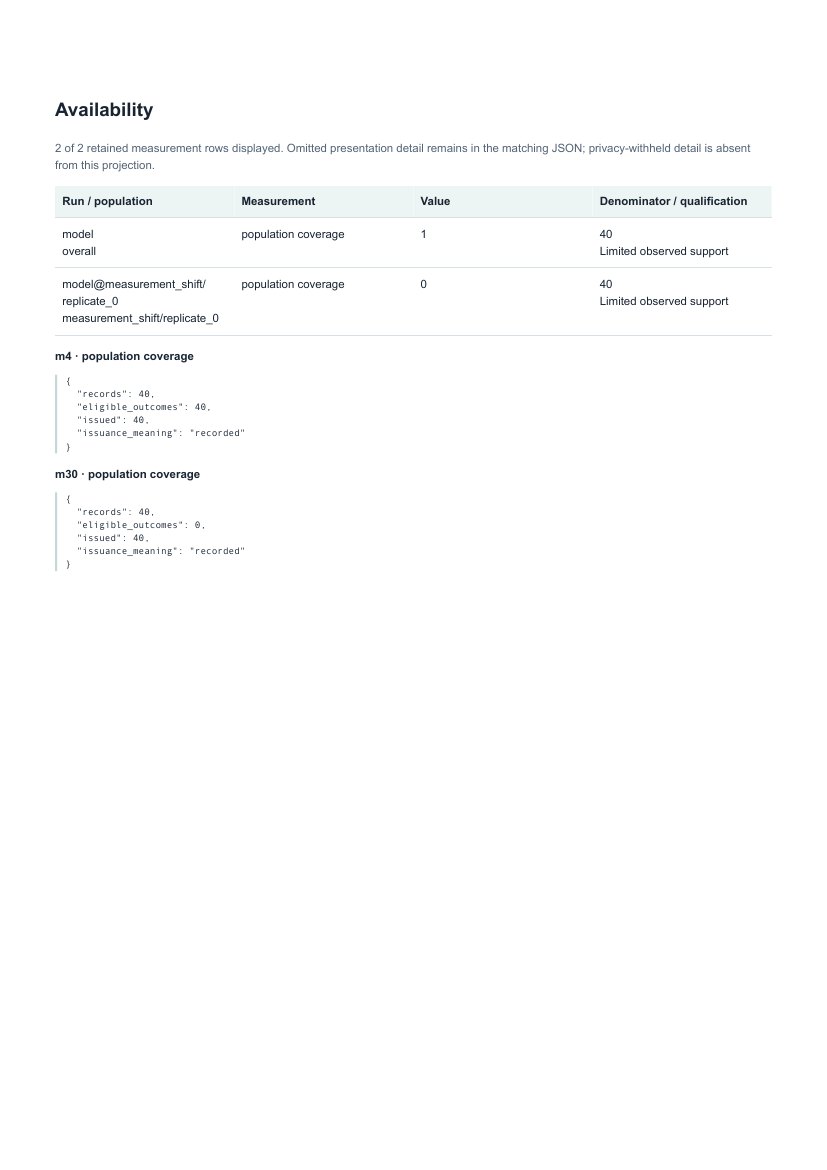 Availability
2 of 2 retained measurement rows displayed. Omitted presentation detail remains in the matching JSON; privacy-withheld detail is absent
from this projection.
Run / population Measurement Value Denominator / qualification
model population coverage 1 40
overall Limited observed support
model@measurement_shift/ population coverage 0 40
replicate_0 Limited observed support
measurement_shift/replicate_0
m4 · population coverage
{
  "records": 40,
  "eligible_outcomes": 40,
  "issued": 40,
  "issuance_meaning": "recorded"
}
m30 · population coverage
{
  "records": 40,
  "eligible_outcomes": 0,
  "issued": 40,
  "issuance_meaning": "recorded"
}